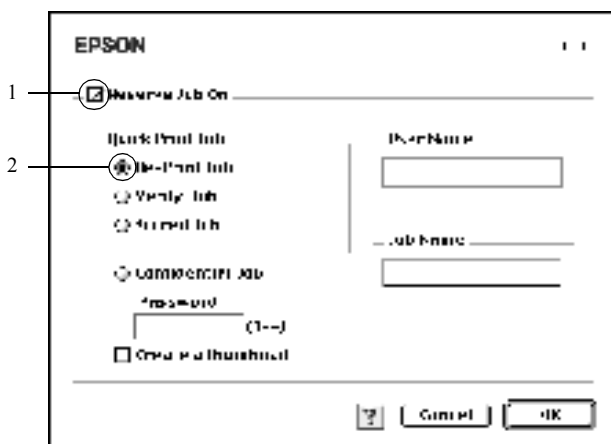 EPSON
1
Reserve Job On
Quick Print Job
User Name
2
Re-Print Job
Verify Job
Stored Job
Job Name
Confidential Job
Password
Create a thumbnail
?
Cancel
OK